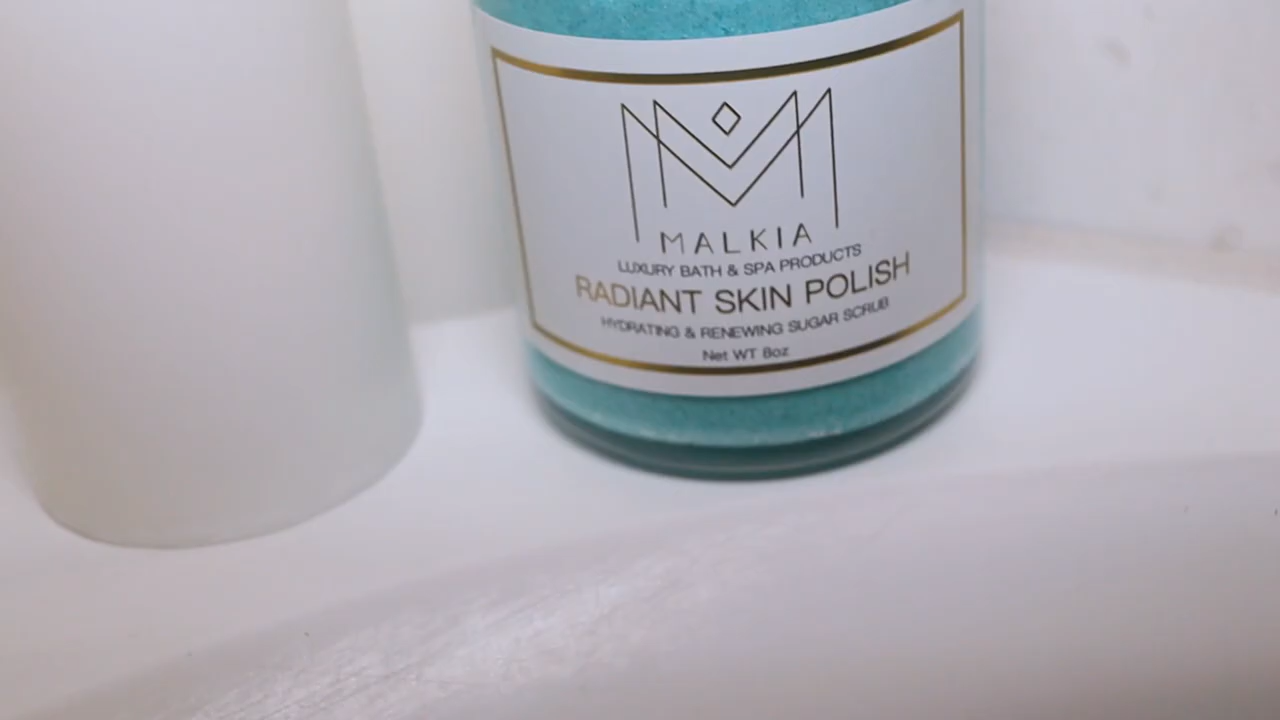 MALKIA
LUXURY BATH & SPA PRODUCTS
RADIANT SKIN POLISH
HYDRATING & RENEWING SUGAR SCRUB
Net WT 8oz